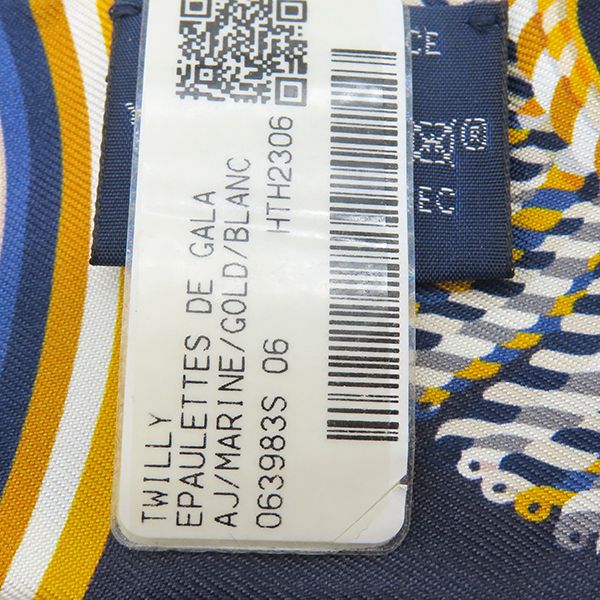 TWILLY
EPAULETTES DE GALA
AJ/MARINE/GOLD/BLANC
063983S 06 HTH2306
CE
®
EC